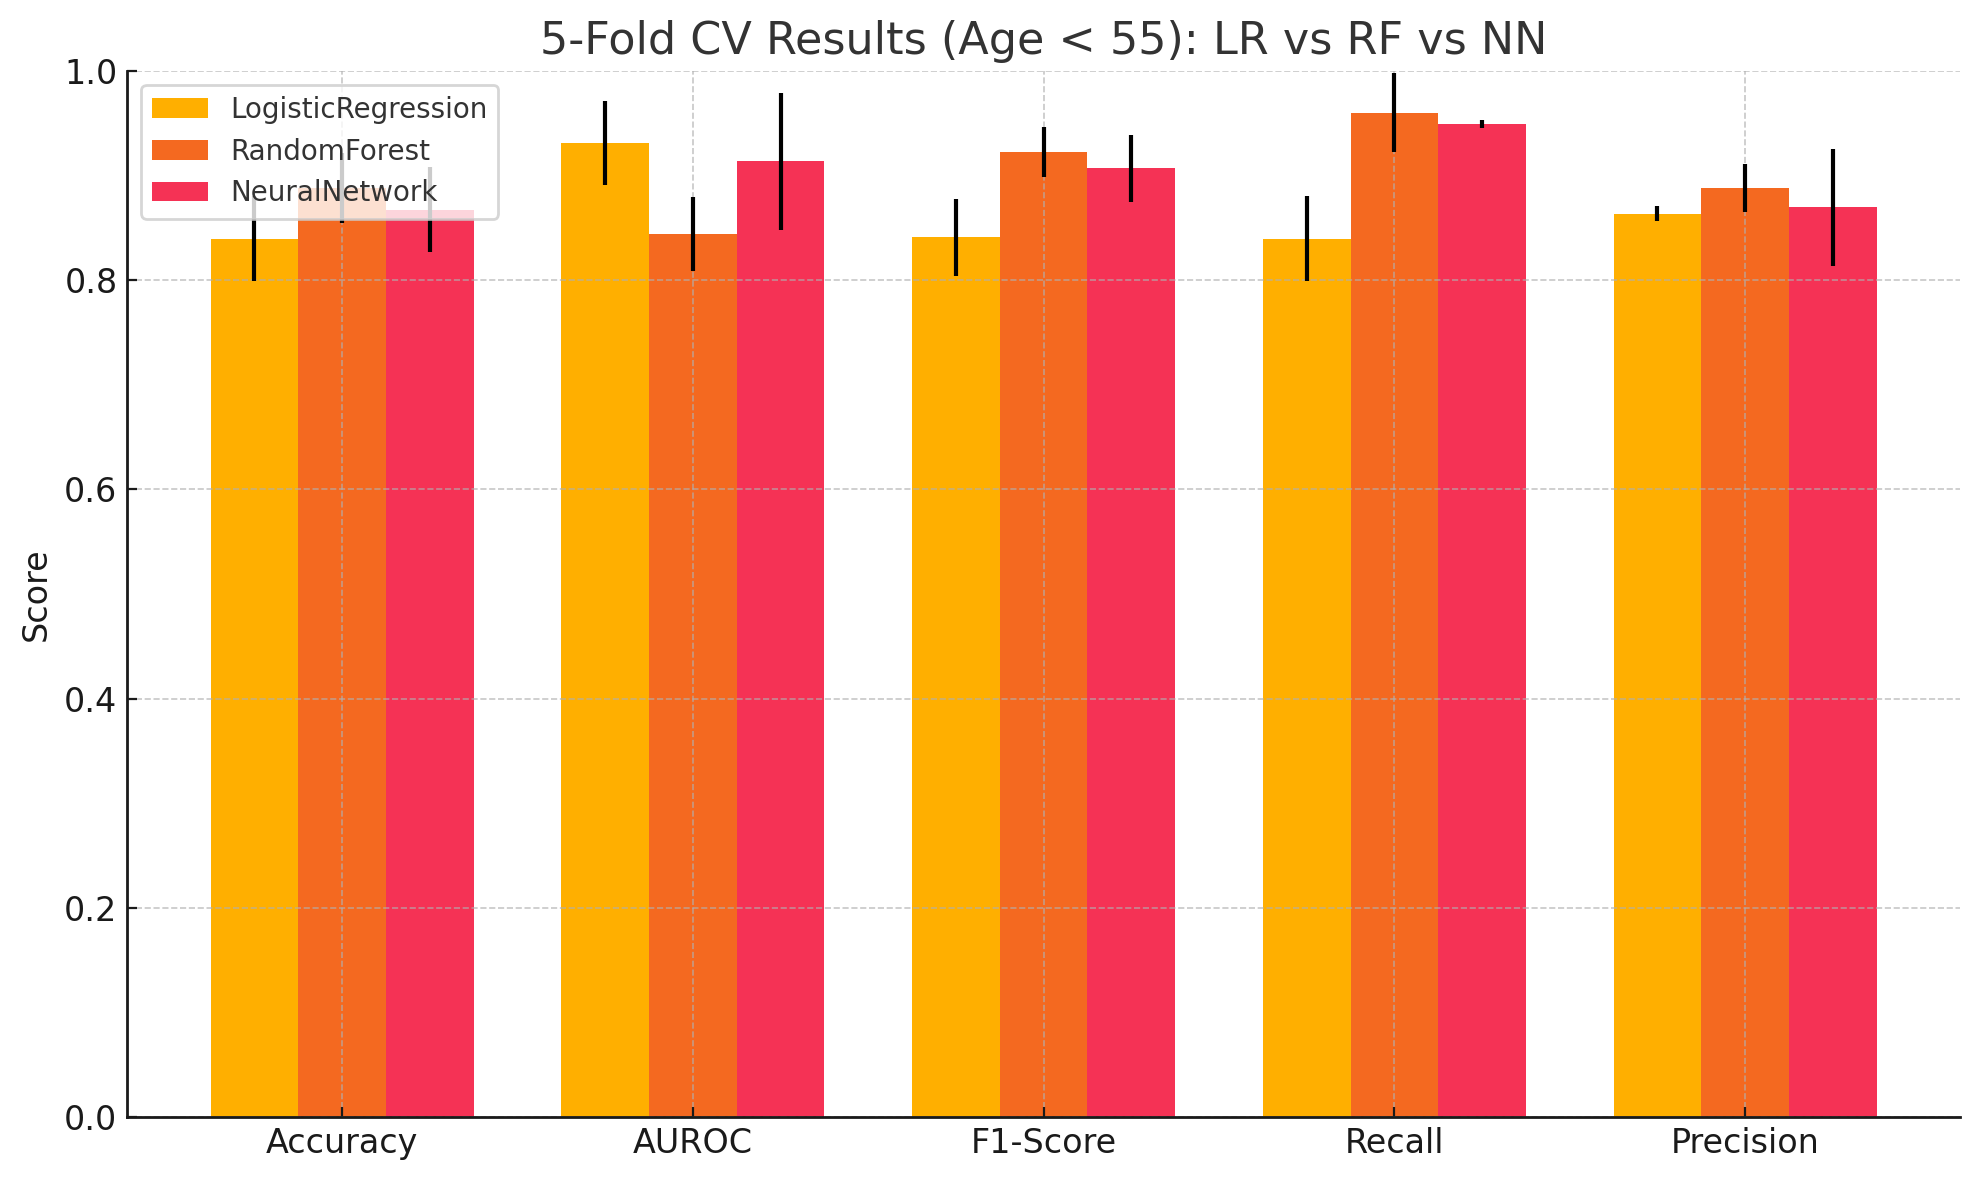 5-Fold CV Results (Age < 55): LR vs RF vs NN
1.0
0.8
0.6
0.4
0.2
0.0
Score
LogisticRegression
RandomForest
NeuralNetwork
Accuracy
AUROC
F1-Score
Recall
Precision